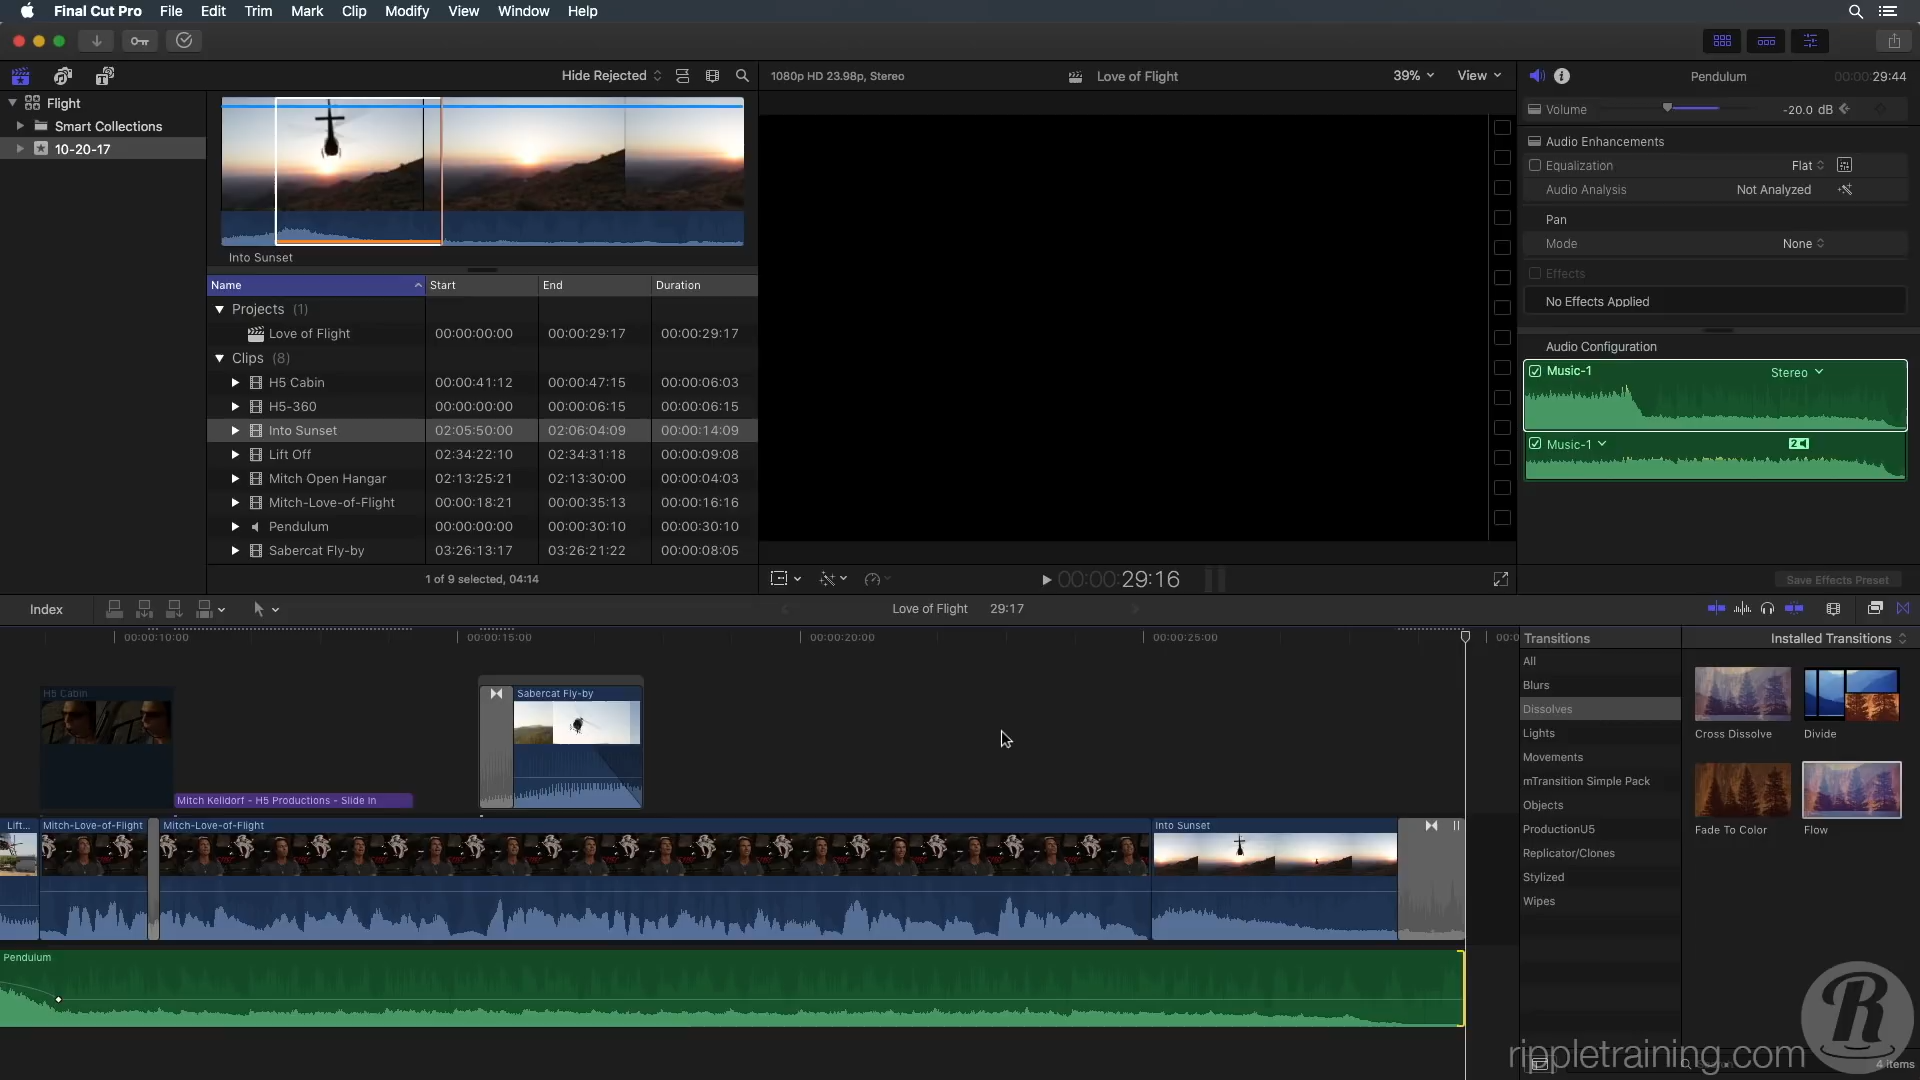 Final Cut Pro File Edit Trim Mark Clip Modify View Window Help
Hide Rejected
1080p HD 23.98p, Stereo
Love of Flight
39%
View
Pendulum
00:00:00:29:44
Flight
Smart Collections
10-20-17
Into Sunset
Name Start End Duration
Projects (1)
Love of Flight 00:00:00:00 00:00:29:17 00:00:29:17
Clips (8)
H5 Cabin 00:00:41:12 00:00:47:15 00:00:06:03
H5-360 00:00:00:00 00:00:06:15 00:00:06:15
Into Sunset 02:05:50:00 02:06:04:09 00:00:14:09
Lift Off 02:34:22:10 02:34:31:18 00:00:09:08
Mitch Open Hangar 02:13:25:21 02:13:30:00 00:00:04:03
Mitch-Love-of-Flight 00:00:18:21 00:00:35:13 00:00:16:16
Pendulum 00:00:00:00 00:00:30:10 00:00:30:10
Sabercat Fly-by 03:26:13:17 03:26:21:22 00:00:08:05
1 of 9 selected, 04:14
00:00:29:16
Volume -20.0 dB
Audio Enhancements
Equalization Flat
Audio Analysis Not Analyzed
Pan
Mode None
Effects
No Effects Applied
Audio Configuration
Music-1 Stereo
Music-1 2
Save Effects Preset
Index
Love of Flight 29:17
00:00:10:00 00:00:15:00 00:00:20:00 00:00:25:00 00:0
H5 Cabin
Sabercat Fly-by
Mitch Kelldorf - H5 Productions - Slide In
Lift... Mitch-Love-of-Flight Mitch-Love-of-Flight Into Sunset
Pendulum
Transitions Installed Transitions
All
Blurs
Dissolves
Lights
Movements
mTransition Simple Pack
Objects
ProductionU5
Replicator/Clones
Stylized
Wipes
Cross Dissolve Divide
Fade To Color Flow
rippletraining.com
R
4 items